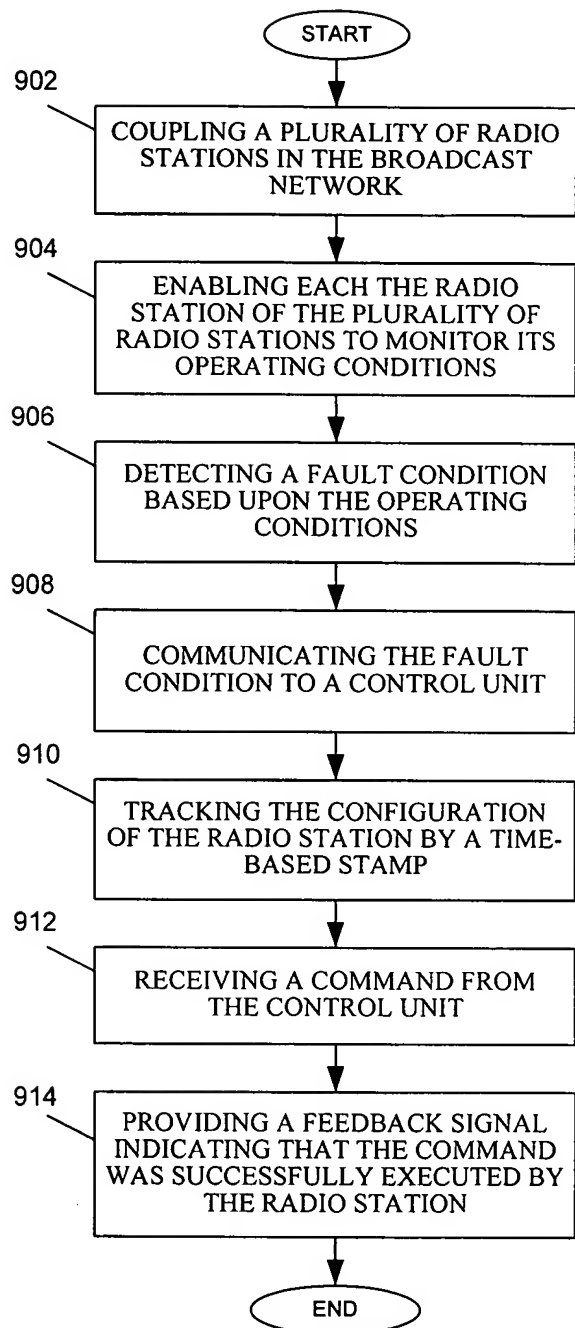 START
902
COUPLING A PLURALITY OF RADIO
STATIONS IN THE BROADCAST
NETWORK
904
ENABLING EACH THE RADIO
STATION OF THE PLURALITY OF
RADIO STATIONS TO MONITOR ITS
OPERATING CONDITIONS
906
DETECTING A FAULT CONDITION
BASED UPON THE OPERATING
CONDITIONS
908
COMMUNICATING THE FAULT
CONDITION TO A CONTROL UNIT
910
TRACKING THE CONFIGURATION
OF THE RADIO STATION BY A TIME-
BASED STAMP
912
RECEIVING A COMMAND FROM
THE CONTROL UNIT
914
PROVIDING A FEEDBACK SIGNAL
INDICATING THAT THE COMMAND
WAS SUCCESSFULLY EXECUTED BY
THE RADIO STATION
END